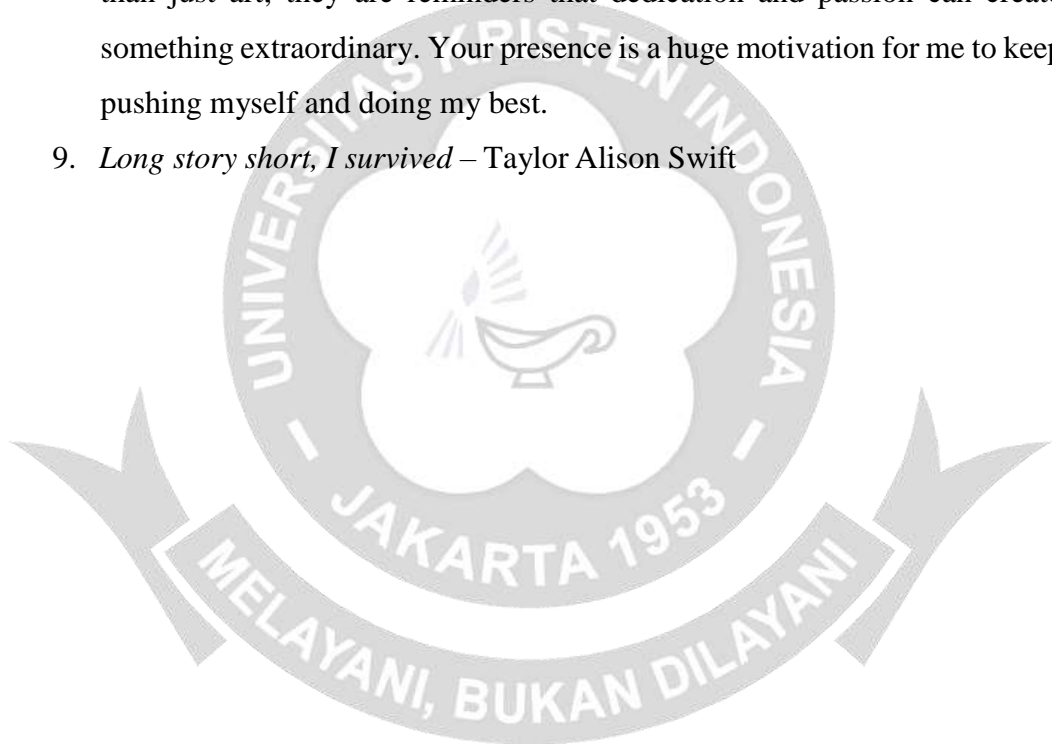 than just art, they are reminders that dedication and passion can create
something extraordinary. Your presence is a huge motivation for me to keep
pushing myself and doing my best.
9. Long story short, I survived – Taylor Alison Swift
UNIVERSITAS KRISTEN INDONESIA
JAKARTA 1953
MELAYANI, BUKAN DILAYANI